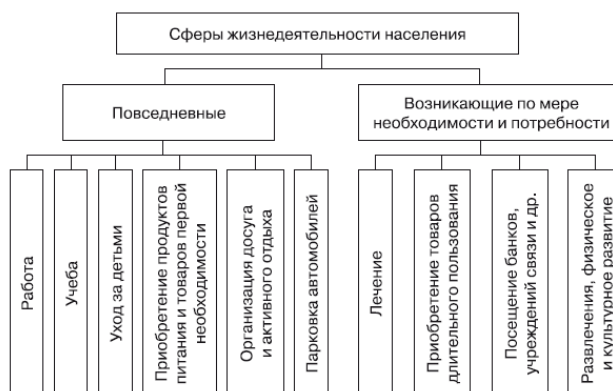 Сферы жизнедеятельности населения
Повседневные
Возникающие по мере
необходимости и потребности
Работа
Учеба
Уход за детьми
Приобретение продуктов
питания и товаров первой
необходимости
Организация досуга
и активного отдыха
Парковка автомобилей
Лечение
Приобретение товаров
длительного пользования
Посещение банков,
учреждений связи и др.
Развлечения, физическое
и культурное развитие